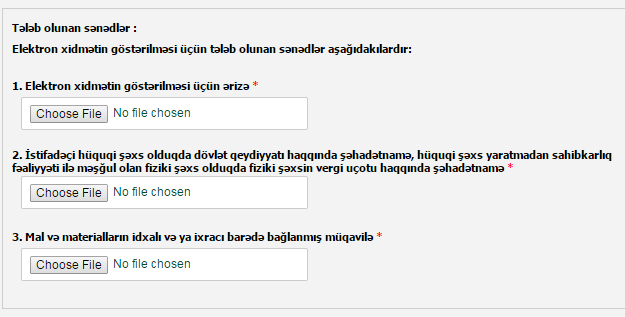 Tələb olunan sənədlər :
Elektron xidmətin göstərilməsi üçün tələb olunan sənədlər aşağıdakılardır:
1. Elektron xidmətin göstərilməsi üçün ərizə *
Choose File No file chosen
2. İstifadəçi hüquqi şəxs olduqda dövlət qeydiyyatı haqqında şəhadətnamə, hüquqi şəxs yaratmadan sahibkarlıq
fəaliyyəti ilə məşğul olan fiziki şəxs olduqda fiziki şəxsin vergi uçotu haqqında şəhadətnamə *
Choose File No file chosen
3. Mal və materialların idxalı və ya ixracı barədə bağlanmış müqavilə *
Choose File No file chosen